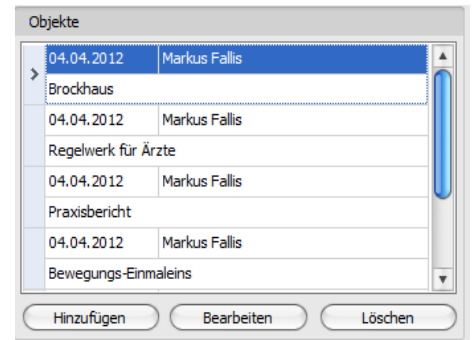 Objekte
04.04.2012 Markus Fallis
Brockhaus
04.04.2012 Markus Fallis
Regelwerk für Ärzte
04.04.2012 Markus Fallis
Praxisbericht
04.04.2012 Markus Fallis
Bewegungs-Einmaleins
Hinzufügen Bearbeiten Löschen